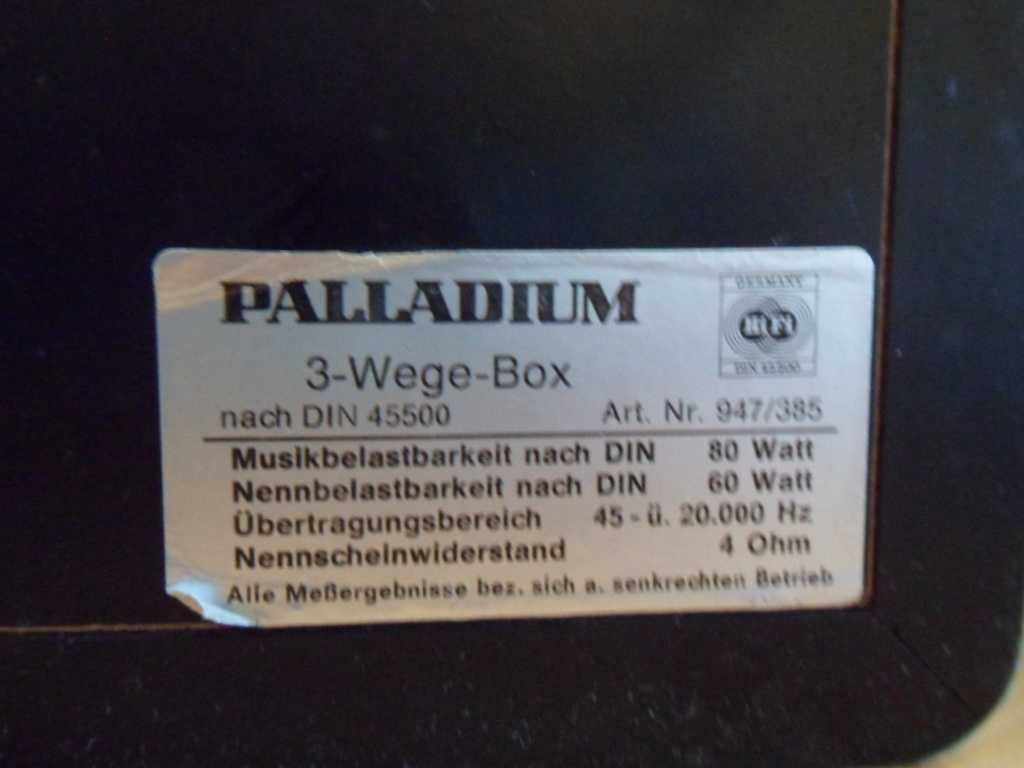 PALLADIUM
GERMANY
HiFi
DIN 45500
3-Wege-Box
nach DIN 45500 Art. Nr. 947/385
Musikbelastbarkeit nach DIN 80 Watt
Nennbelastbarkeit nach DIN 60 Watt
Übertragungsbereich 45 - ü. 20.000 Hz
Nennscheinwiderstand 4 Ohm
Alle Meßergebnisse bez. sich a. senkrechten Betrieb